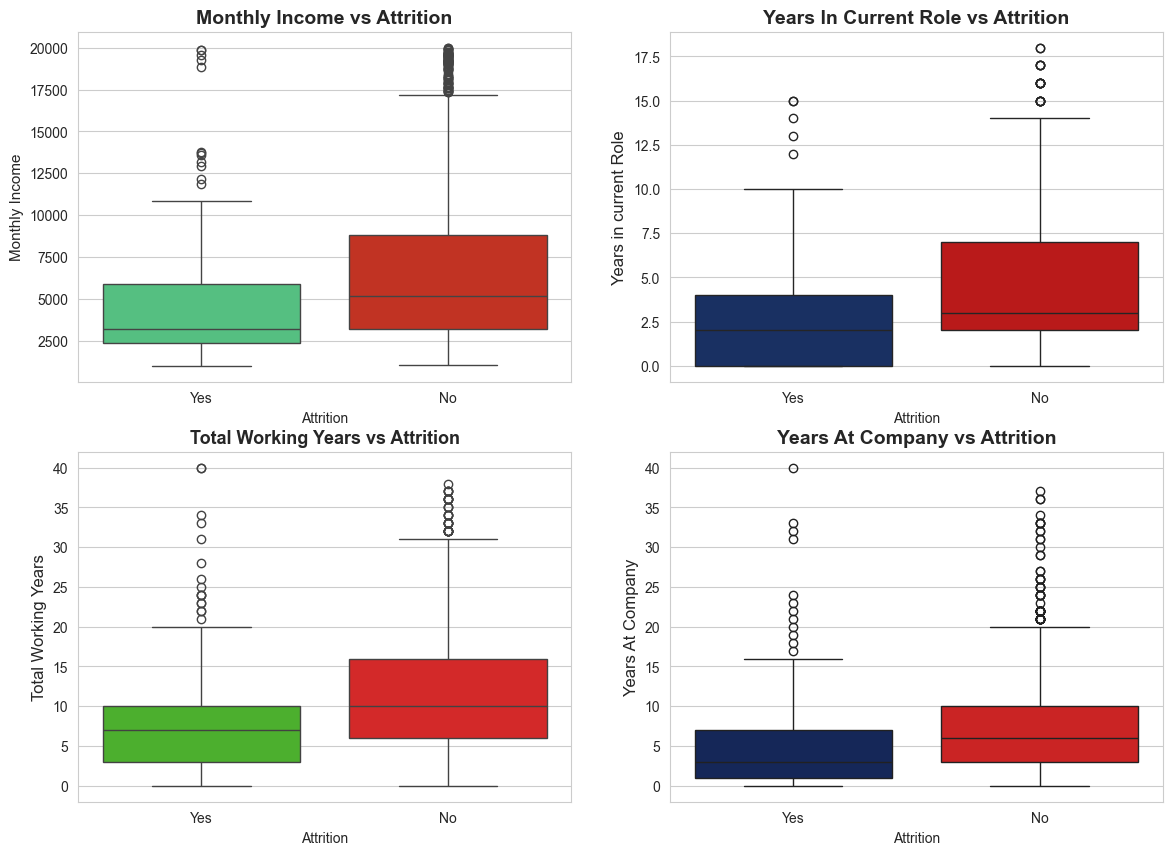 Monthly Income vs Attrition
Monthly Income
20000
17500
15000
12500
10000
7500
5000
2500
Yes
No
Attrition
Years In Current Role vs Attrition
Years in current Role
17.5
15.0
12.5
10.0
7.5
5.0
2.5
0.0
Yes
No
Attrition
Total Working Years vs Attrition
Total Working Years
40
35
30
25
20
15
10
5
0
Yes
No
Attrition
Years At Company vs Attrition
Years At Company
40
35
30
25
20
15
10
5
0
Yes
No
Attrition